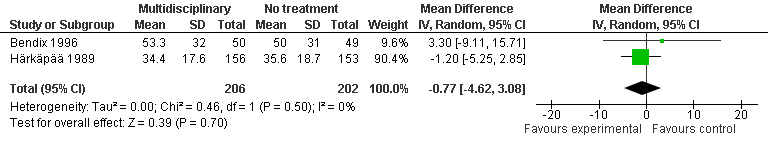 Multidisciplinary No treatment Mean Difference Mean Difference
Study or Subgroup Mean SD Total Mean SD Total Weight IV, Random, 95% CI IV, Random, 95% CI
Bendix 1996 53.3 32 50 50 31 49 9.6% 3.30 [-9.11, 15.71]
Härkäpää 1989 34.4 17.6 156 35.6 18.7 153 90.4% -1.20 [-5.25, 2.85]
Total (95% CI) 206 202 100.0% -0.77 [-4.62, 3.08]
Heterogeneity: Tau² = 0.00; Chi² = 0.46, df = 1 (P = 0.50); I² = 0%
Test for overall effect: Z = 0.39 (P = 0.70)
-20 -10 0 10 20
Favours experimental Favours control